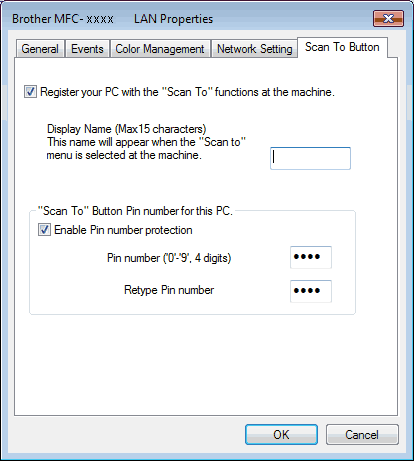 Brother MFC- xxxx LAN Properties
General Events Color Management Network Setting Scan To Button
Register your PC with the "Scan To" functions at the machine.
Display Name (Max15 characters)
This name will appear when the "Scan to"
menu is selected at the machine.
"Scan To" Button Pin number for this PC.
Enable Pin number protection
Pin number ('0'-'9', 4 digits) ••••
Retype Pin number ••••
OK Cancel